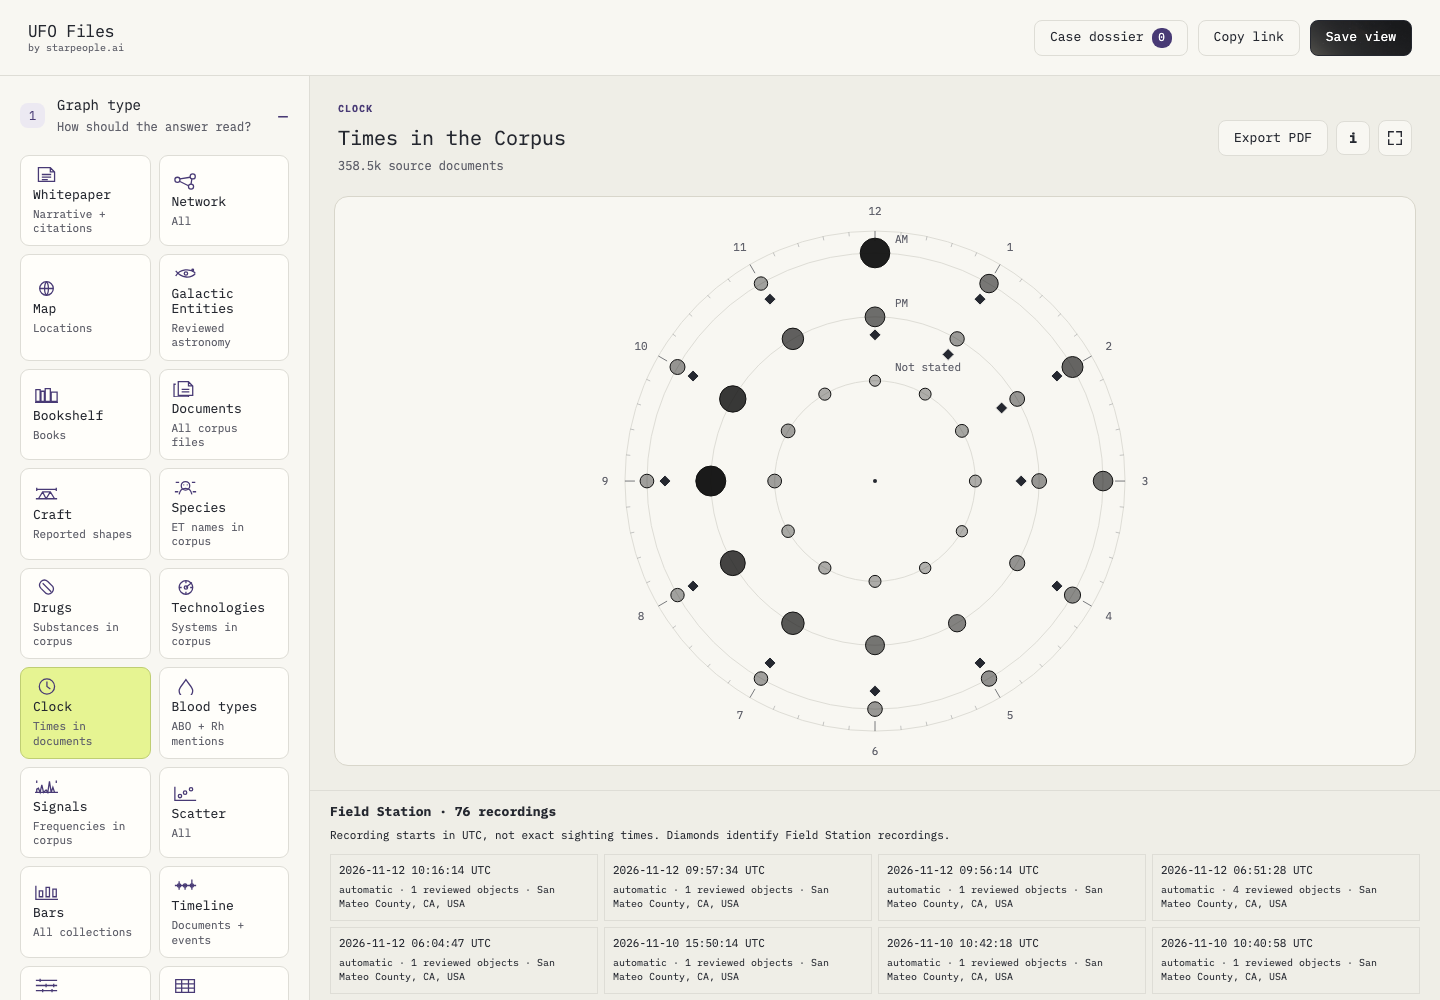 UFO Files
by starpeople.ai
Case dossier 0
Copy link
Save view
1
Graph type
How should the answer read?
Whitepaper
Narrative +
citations
Network
All
Map
Locations
Galactic
Entities
Reviewed
astronomy
Bookshelf
Books
Documents
All corpus
files
Craft
Reported shapes
Species
ET names in
corpus
Drugs
Substances in
corpus
Technologies
Systems in
corpus
Clock
Times in
documents
Blood types
ABO + Rh
mentions
Signals
Frequencies in
corpus
Scatter
All
Bars
All collections
Timeline
Documents +
events
CLOCK
Times in the Corpus
358.5k source documents
Export PDF
i
12
AM
11
1
PM
10
2
Not stated
9
3
8
4
7
5
6
Field Station · 76 recordings
Recording starts in UTC, not exact sighting times. Diamonds identify Field Station recordings.
2026-11-12 10:16:14 UTC
automatic · 1 reviewed objects · San
Mateo County, CA, USA
2026-11-12 09:57:34 UTC
automatic · 1 reviewed objects · San
Mateo County, CA, USA
2026-11-12 09:56:14 UTC
automatic · 1 reviewed objects · San
Mateo County, CA, USA
2026-11-12 06:51:28 UTC
automatic · 4 reviewed objects · San
Mateo County, CA, USA
2026-11-12 06:04:47 UTC
automatic · 1 reviewed objects · San
Mateo County, CA, USA
2026-11-10 15:50:14 UTC
automatic · 1 reviewed objects · San
Mateo County, CA, USA
2026-11-10 10:42:18 UTC
automatic · 1 reviewed objects · San
Mateo County, CA, USA
2026-11-10 10:40:58 UTC
automatic · 1 reviewed objects · San
Mateo County, CA, USA